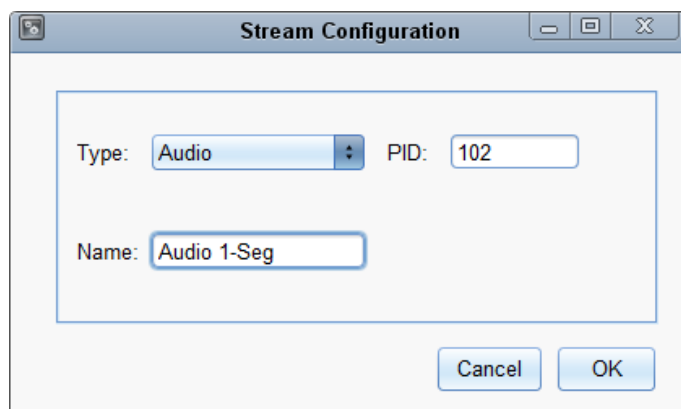 Stream Configuration
Type: Audio PID: 102
Name: Audio 1-Seg
Cancel OK